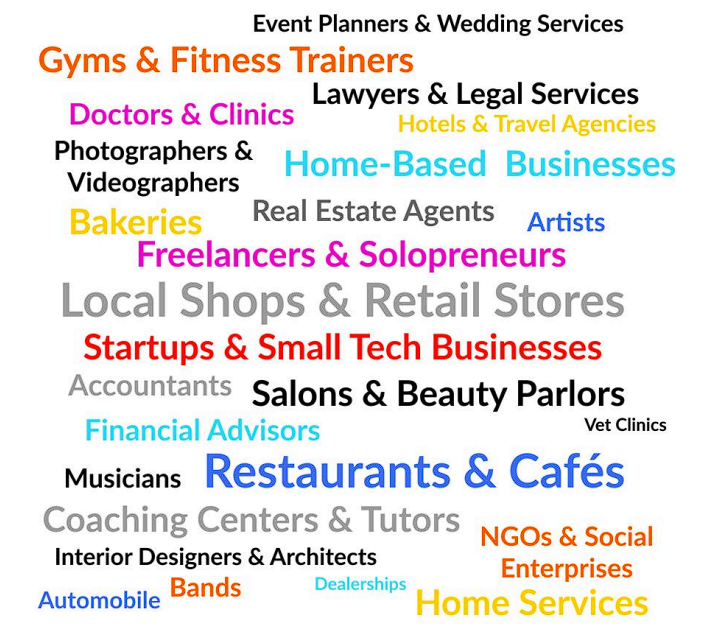 Event Planners & Wedding Services
Gyms & Fitness Trainers
Lawyers & Legal Services
Doctors & Clinics
Hotels & Travel Agencies
Photographers &
Videographers
Home-Based Businesses
Real Estate Agents
Bakeries
Artists
Freelancers & Solopreneurs
Local Shops & Retail Stores
Startups & Small Tech Businesses
Accountants
Salons & Beauty Parlors
Vet Clinics
Financial Advisors
Musicians
Restaurants & Cafés
Coaching Centers & Tutors
NGOs & Social
Enterprises
Interior Designers & Architects
Automobile
Bands
Dealerships
Home Services